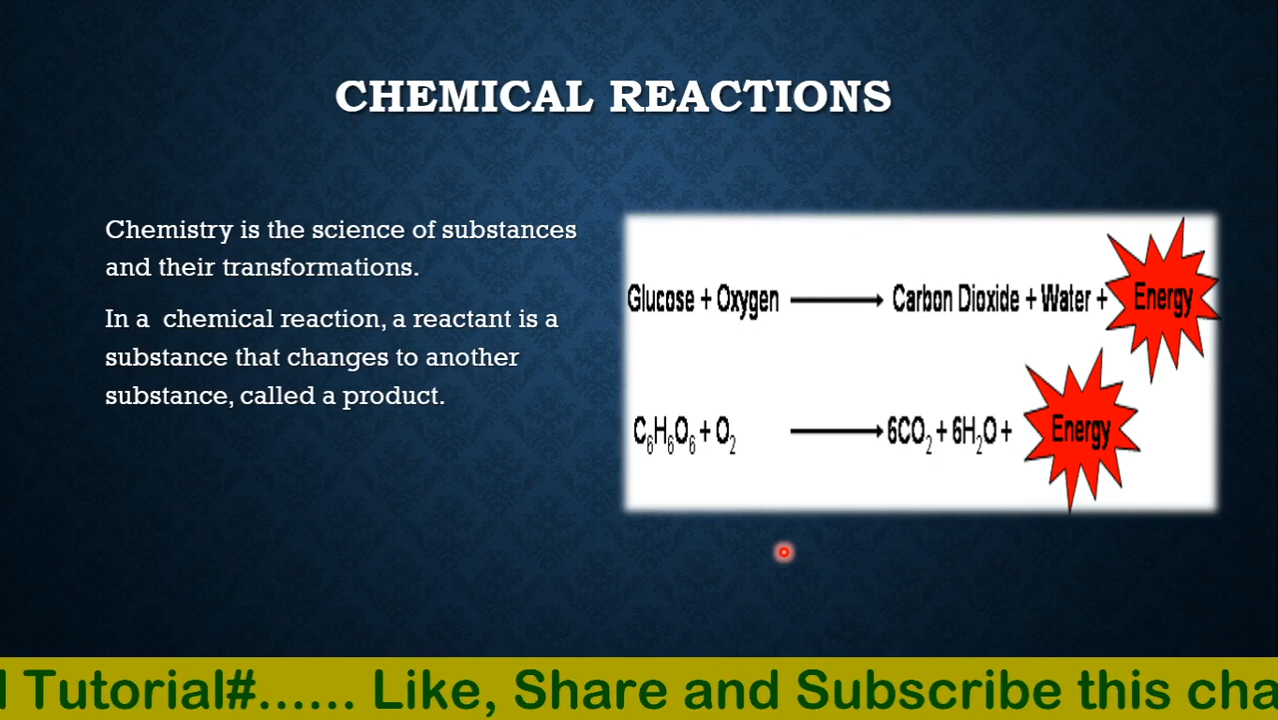 CHEMICAL REACTIONS
Chemistry is the science of substances
and their transformations.
In a chemical reaction, a reactant is a
substance that changes to another
substance, called a product.
Glucose + Oxygen ⟶ Carbon Dioxide + Water + Energy
C₆H₆O₆ + O₂ ⟶ 6CO₂ + 6H₂O + Energy
l Tutorial#...... Like, Share and Subscribe this cha